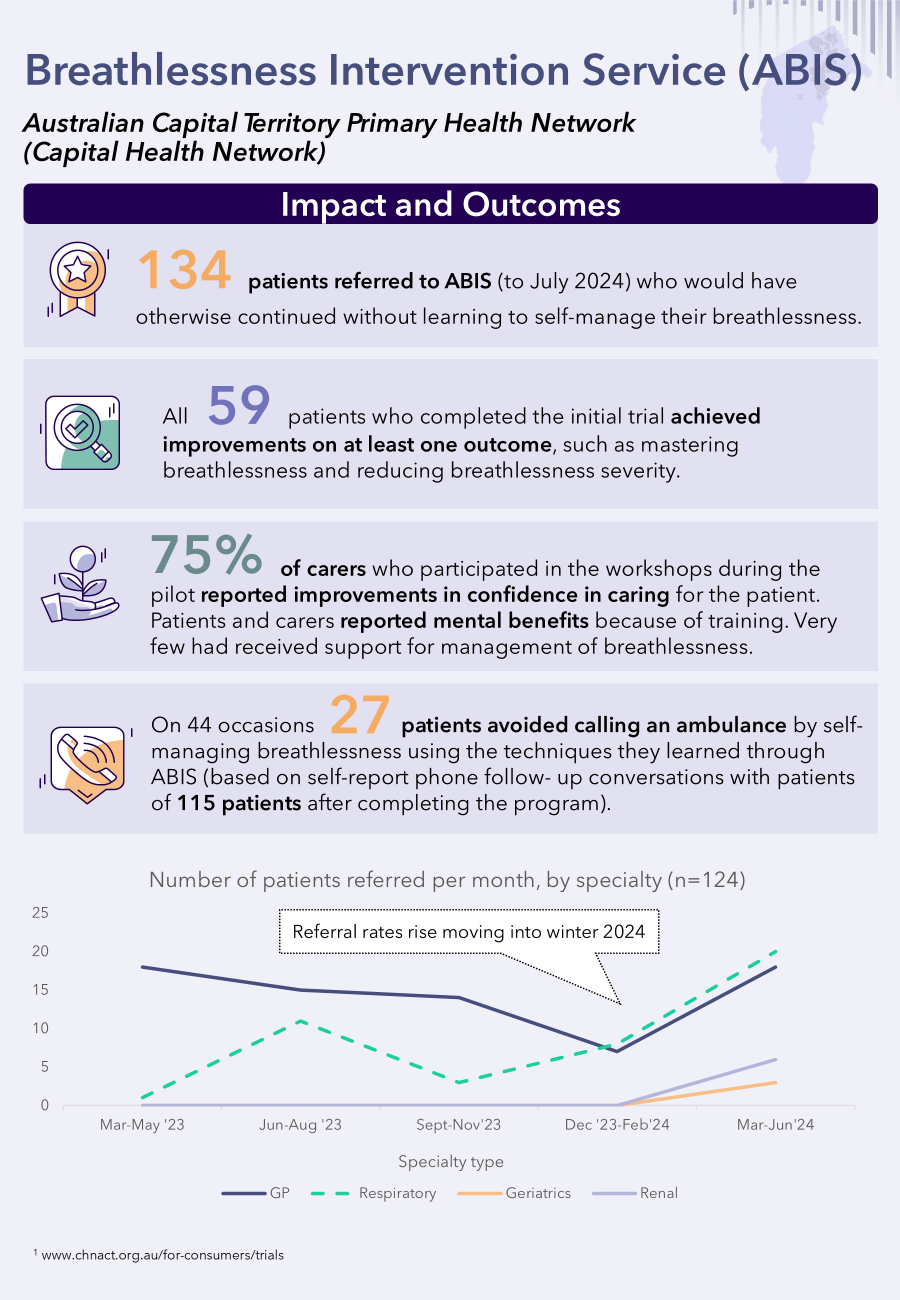 Breathlessness Intervention Service (ABIS)
Australian Capital Territory Primary Health Network
(Capital Health Network)
Impact and Outcomes
134 patients referred to ABIS (to July 2024) who would have
otherwise continued without learning to self-manage their breathlessness.
All 59 patients who completed the initial trial achieved
improvements on at least one outcome, such as mastering
breathlessness and reducing breathlessness severity.
75% of carers who participated in the workshops during the
pilot reported improvements in confidence in caring for the patient.
Patients and carers reported mental benefits because of training. Very
few had received support for management of breathlessness.
On 44 occasions 27 patients avoided calling an ambulance by self-
managing breathlessness using the techniques they learned through
ABIS (based on self-report phone follow- up conversations with patients
of 115 patients after completing the program).
Number of patients referred per month, by specialty (n=124)
25
Referral rates rise moving into winter 2024
20
15
10
5
0
Mar-May '23 Jun-Aug '23 Sept-Nov'23 Dec '23-Feb'24 Mar-Jun'24
Specialty type
GP Respiratory Geriatrics Renal
1 www.chnact.org.au/for-consumers/trials